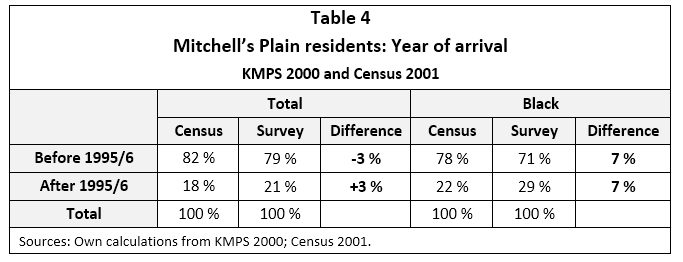 Table 4
Mitchell’s Plain residents: Year of arrival
KMPS 2000 and Census 2001
Total Black
Census Survey Difference Census Survey Difference
Before 1995/6 82 % 79 % -3 % 78 % 71 % 7 %
After 1995/6 18 % 21 % +3 % 22 % 29 % 7 %
Total 100 % 100 % 100 % 100 %
Sources: Own calculations from KMPS 2000; Census 2001.